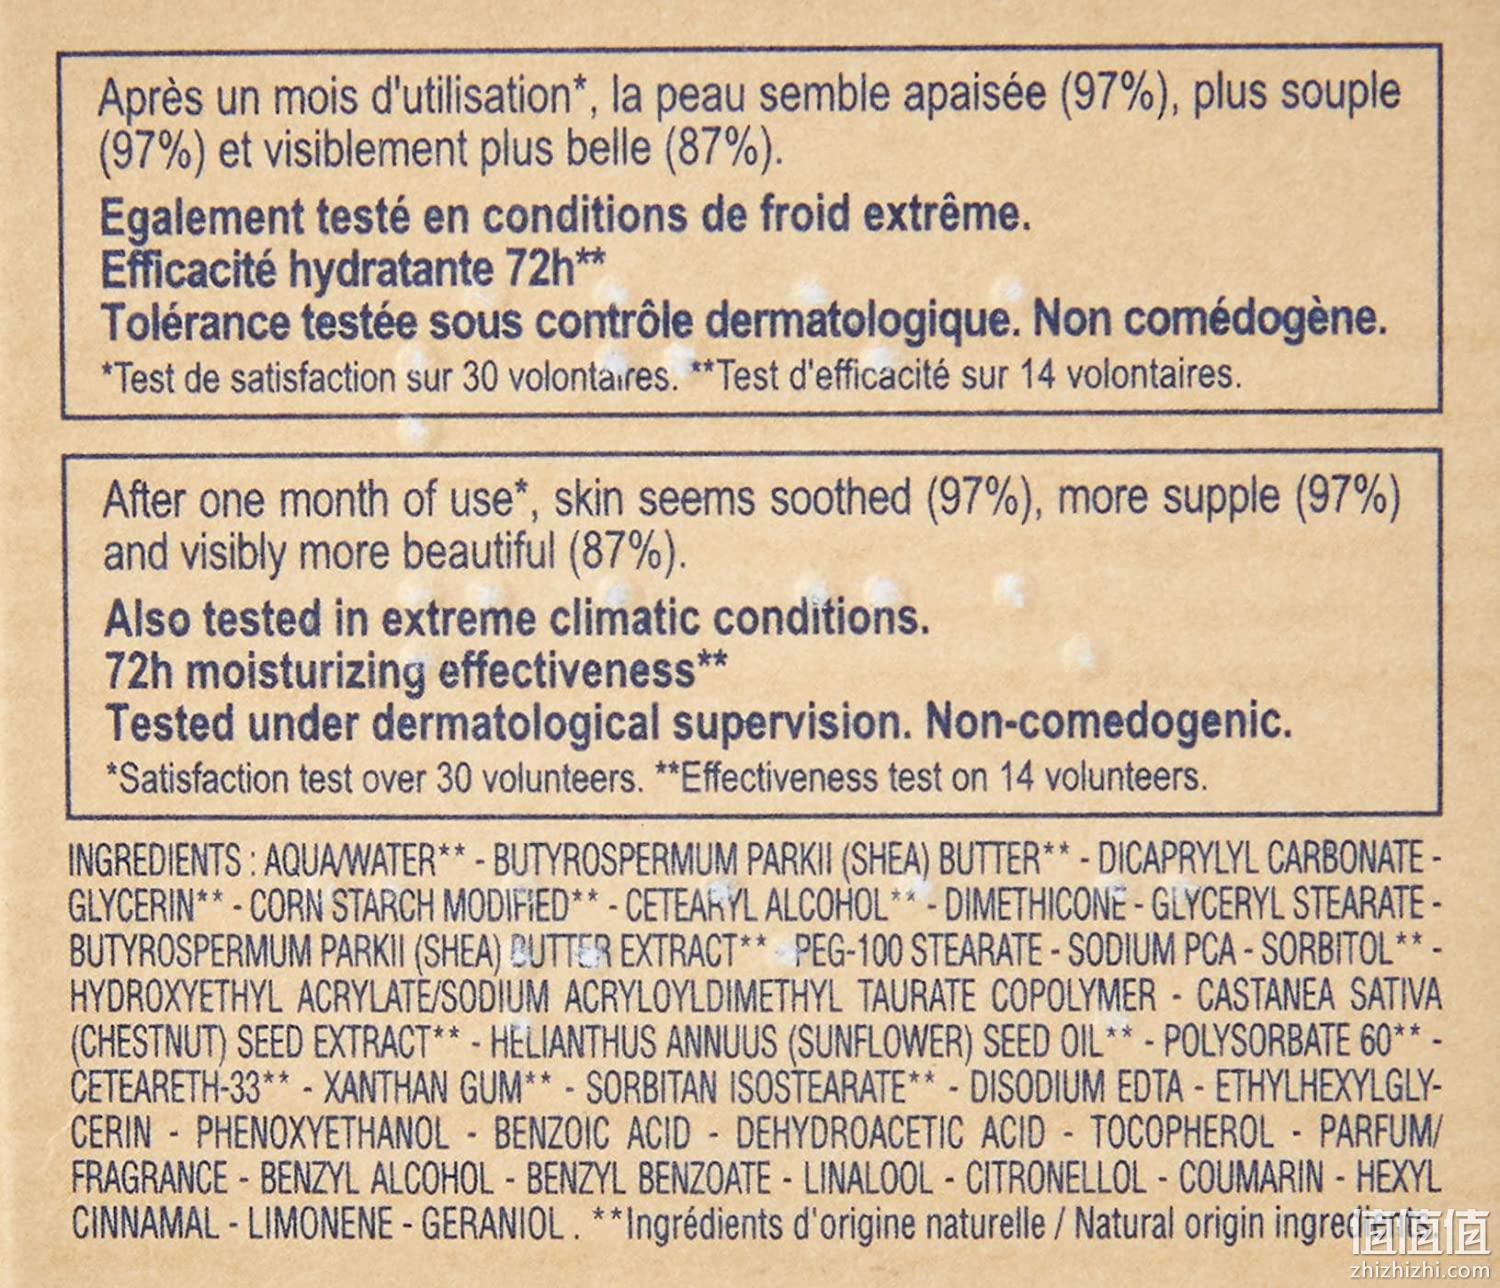 Après un mois d'utilisation*, la peau semble apaisée (97%), plus souple
(97%) et visiblement plus belle (87%).
Egalement testé en conditions de froid extrême.
Efficacité hydratante 72h**
Tolérance testée sous contrôle dermatologique. Non comédogène.
*Test de satisfaction sur 30 volontaires. **Test d'efficacité sur 14 volontaires.
After one month of use*, skin seems soothed (97%), more supple (97%)
and visibly more beautiful (87%).
Also tested in extreme climatic conditions.
72h moisturizing effectiveness**
Tested under dermatological supervision. Non-comedogenic.
*Satisfaction test over 30 volunteers. **Effectiveness test on 14 volunteers.
INGREDIENTS : AQUA/WATER** - BUTYROSPERMUM PARKII (SHEA) BUTTER** - DICAPRYLYL CARBONATE -
GLYCERIN** - CORN STARCH MODIFIED** - CETEARYL ALCOHOL** - DIMETHICONE - GLYCERYL STEARATE -
BUTYROSPERMUM PARKII (SHEA) BUTTER EXTRACT** - PEG-100 STEARATE - SODIUM PCA - SORBITOL** -
HYDROXYETHYL ACRYLATE/SODIUM ACRYLOYLDIMETHYL TAURATE COPOLYMER - CASTANEA SATIVA
(CHESTNUT) SEED EXTRACT** - HELIANTHUS ANNUUS (SUNFLOWER) SEED OIL** - POLYSORBATE 60** -
CETEARETH-33** - XANTHAN GUM** - SORBITAN ISOSTEARATE** - DISODIUM EDTA - ETHYLHEXYLGLY-
CERIN - PHENOXYETHANOL - BENZOIC ACID - DEHYDROACETIC ACID - TOCOPHEROL - PARFUM/
FRAGRANCE - BENZYL ALCOHOL - BENZYL BENZOATE - LINALOOL - CITRONELLOL - COUMARIN - HEXYL
CINNAMAL - LIMONENE - GERANIOL . **Ingrédients d'origine naturelle / Natural origin ingredients.
值值值
zhizhizhi.com